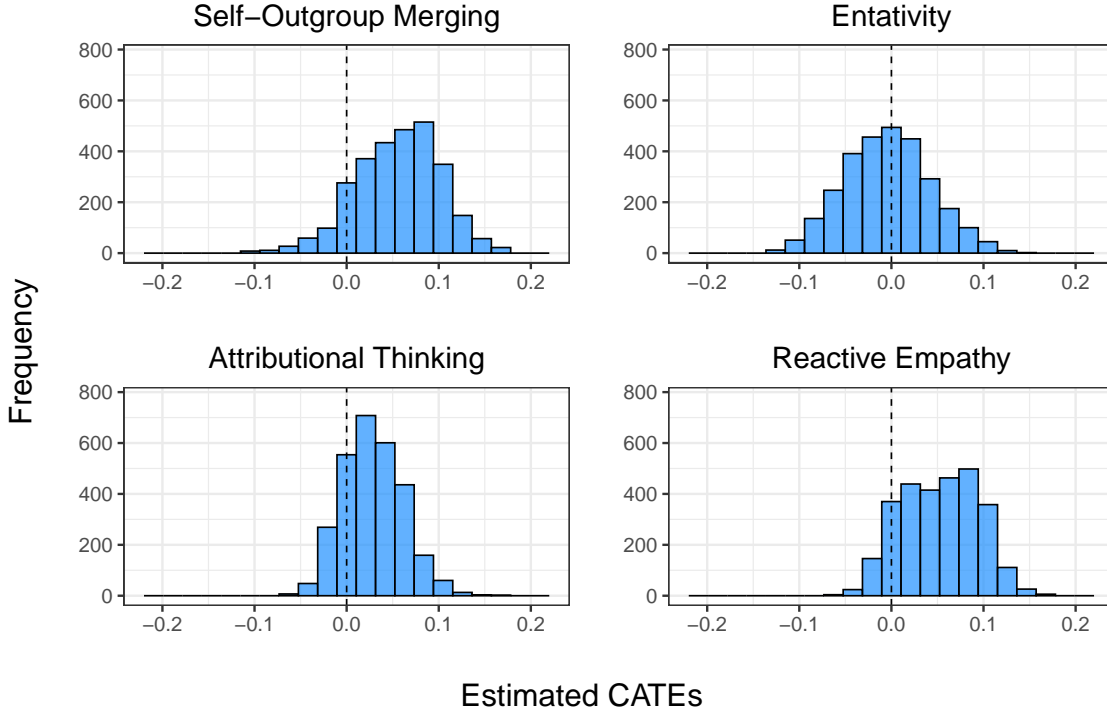 Self−Outgroup Merging
Entativity
800
600
400
200
0
−0.2 −0.1 0.0 0.1 0.2
800
600
400
200
0
−0.2 −0.1 0.0 0.1 0.2
Attributional Thinking
Reactive Empathy
800
600
400
200
0
−0.2 −0.1 0.0 0.1 0.2
800
600
400
200
0
−0.2 −0.1 0.0 0.1 0.2
Frequency
Estimated CATEs